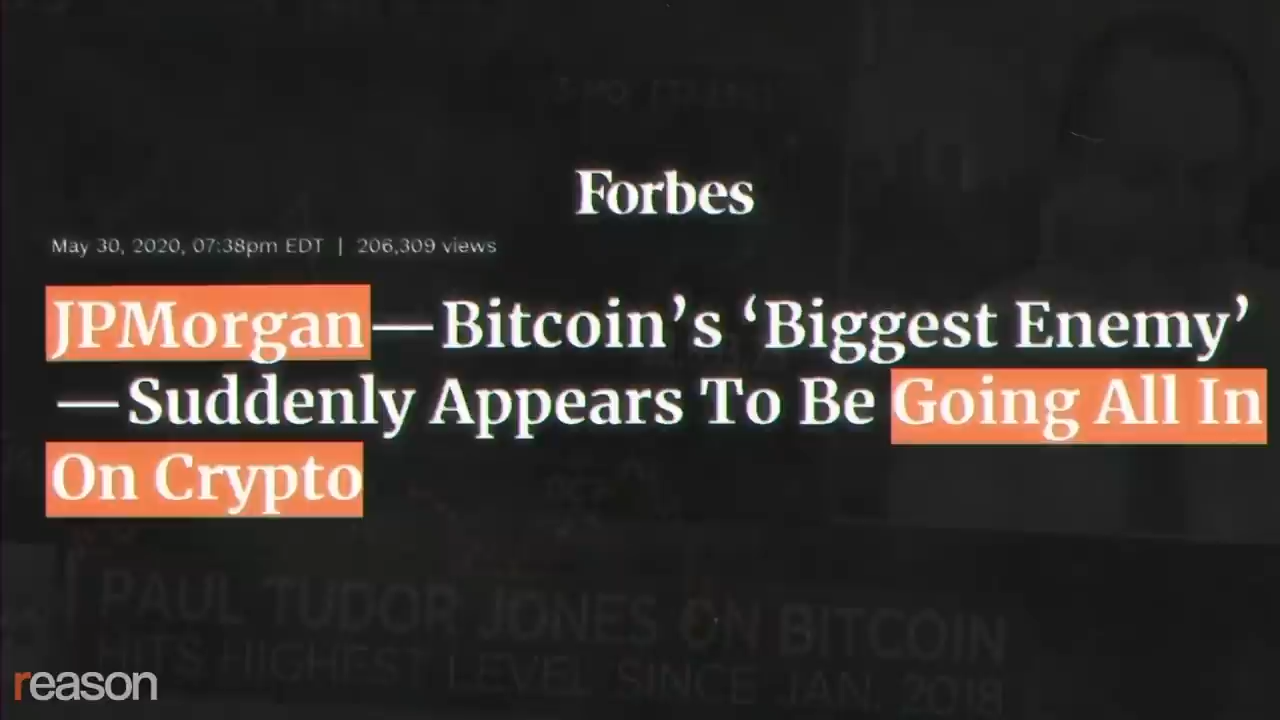 Forbes
May 30, 2020, 07:38pm EDT | 206,309 views
JPMorgan—Bitcoin's 'Biggest Enemy'
—Suddenly Appears To Be Going All In
On Crypto
PAUL TUDOR JONES ON BITCOIN
HITS HIGHEST LEVEL SINCE JAN. 2018
reason